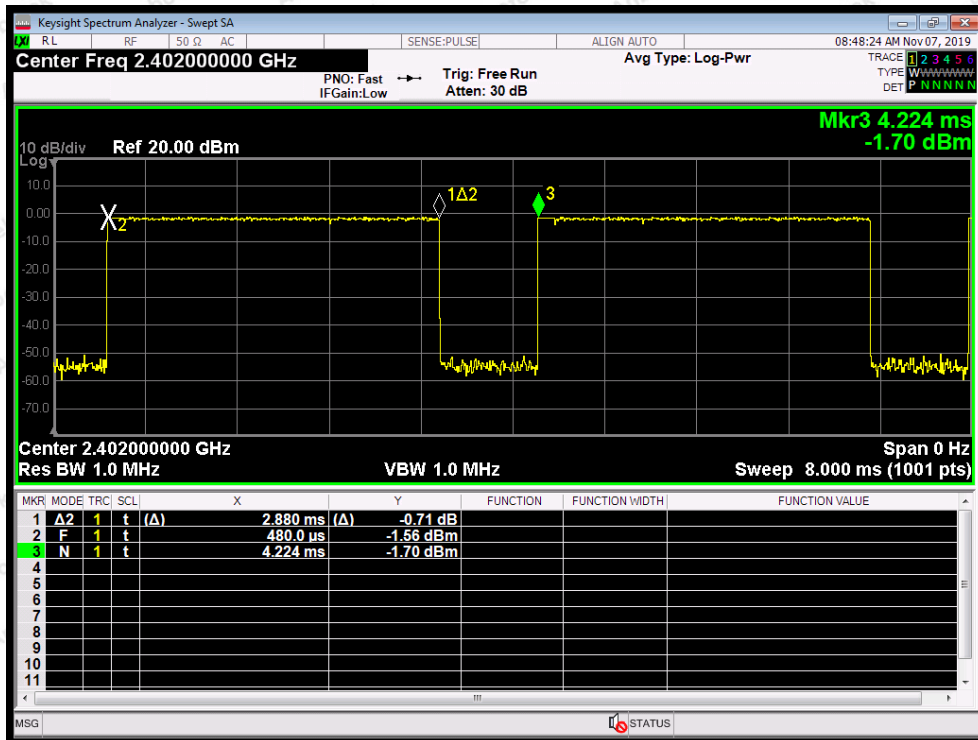 Keysight Spectrum Analyzer - Swept SA
LXI RL RF 50 Ω AC SENSE:PULSE ALIGN AUTO 08:48:24 AM Nov 07, 2019
Center Freq 2.402000000 GHz Avg Type: Log-Pwr TRACE 1 2 3 4 5 6
PNO: Fast Trig: Free Run TYPE WWWWWW
IFGain:Low Atten: 30 dB DET P N N N N N
Mkr3 4.224 ms
10 dB/div Ref 20.00 dBm -1.70 dBm
Log
10.0
1Δ2 3
0.00
2
-10.0
-20.0
-30.0
-40.0
-50.0
-60.0
-70.0
Center 2.402000000 GHz Span 0 Hz
Res BW 1.0 MHz VBW 1.0 MHz Sweep 8.000 ms (1001 pts)
MKR MODE TRC SCL X Y FUNCTION FUNCTION WIDTH FUNCTION VALUE
1 Δ2 1 t (Δ) 2.880 ms (Δ) -0.71 dB
2 F 1 t 480.0 µs -1.56 dBm
3 N 1 t 4.224 ms -1.70 dBm
4
5
6
7
8
9
10
11
MSG STATUS